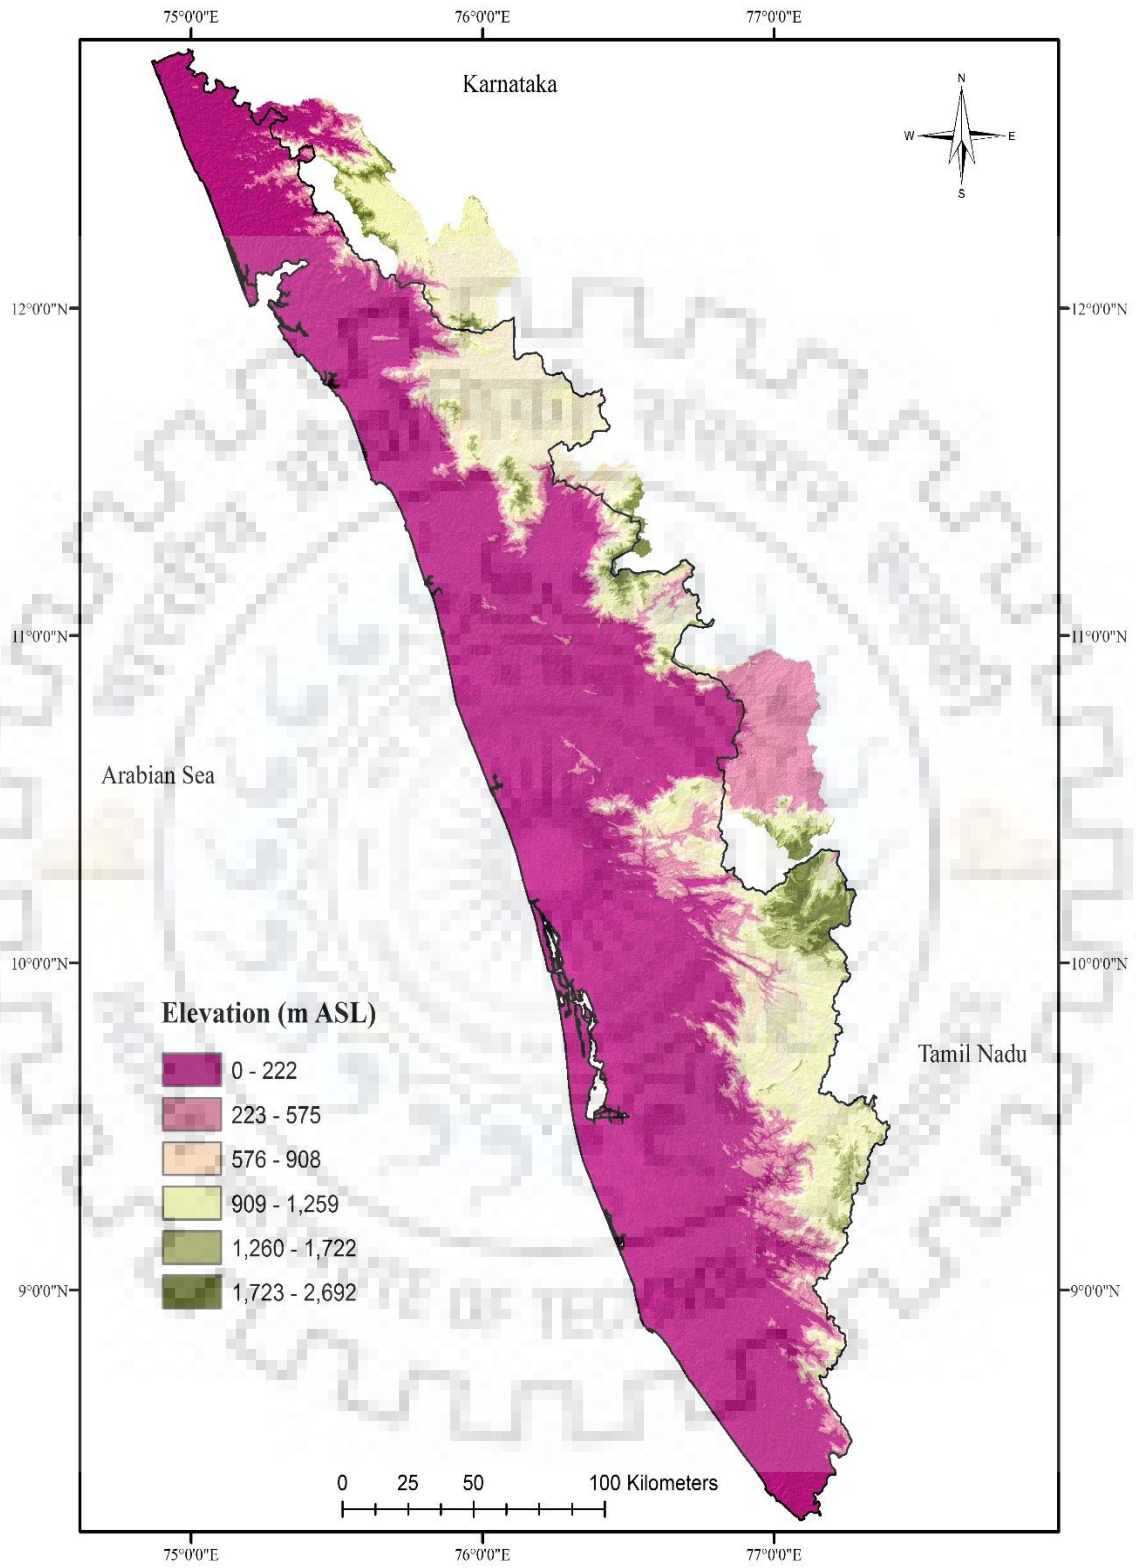 75°0'0"E 76°0'0"E 77°0'0"E
Karnataka
N
W E
S
12°0'0"N 12°0'0"N
11°0'0"N 11°0'0"N
Arabian Sea
10°0'0"N 10°0'0"N
Elevation (m ASL)
0 - 222
Tamil Nadu
223 - 575
576 - 908
909 - 1,259
1,260 - 1,722
1,723 - 2,692
9°0'0"N 9°0'0"N
OF TEC
0 25 50 100 Kilometers
75°0'0"E 76°0'0"E 77°0'0"E